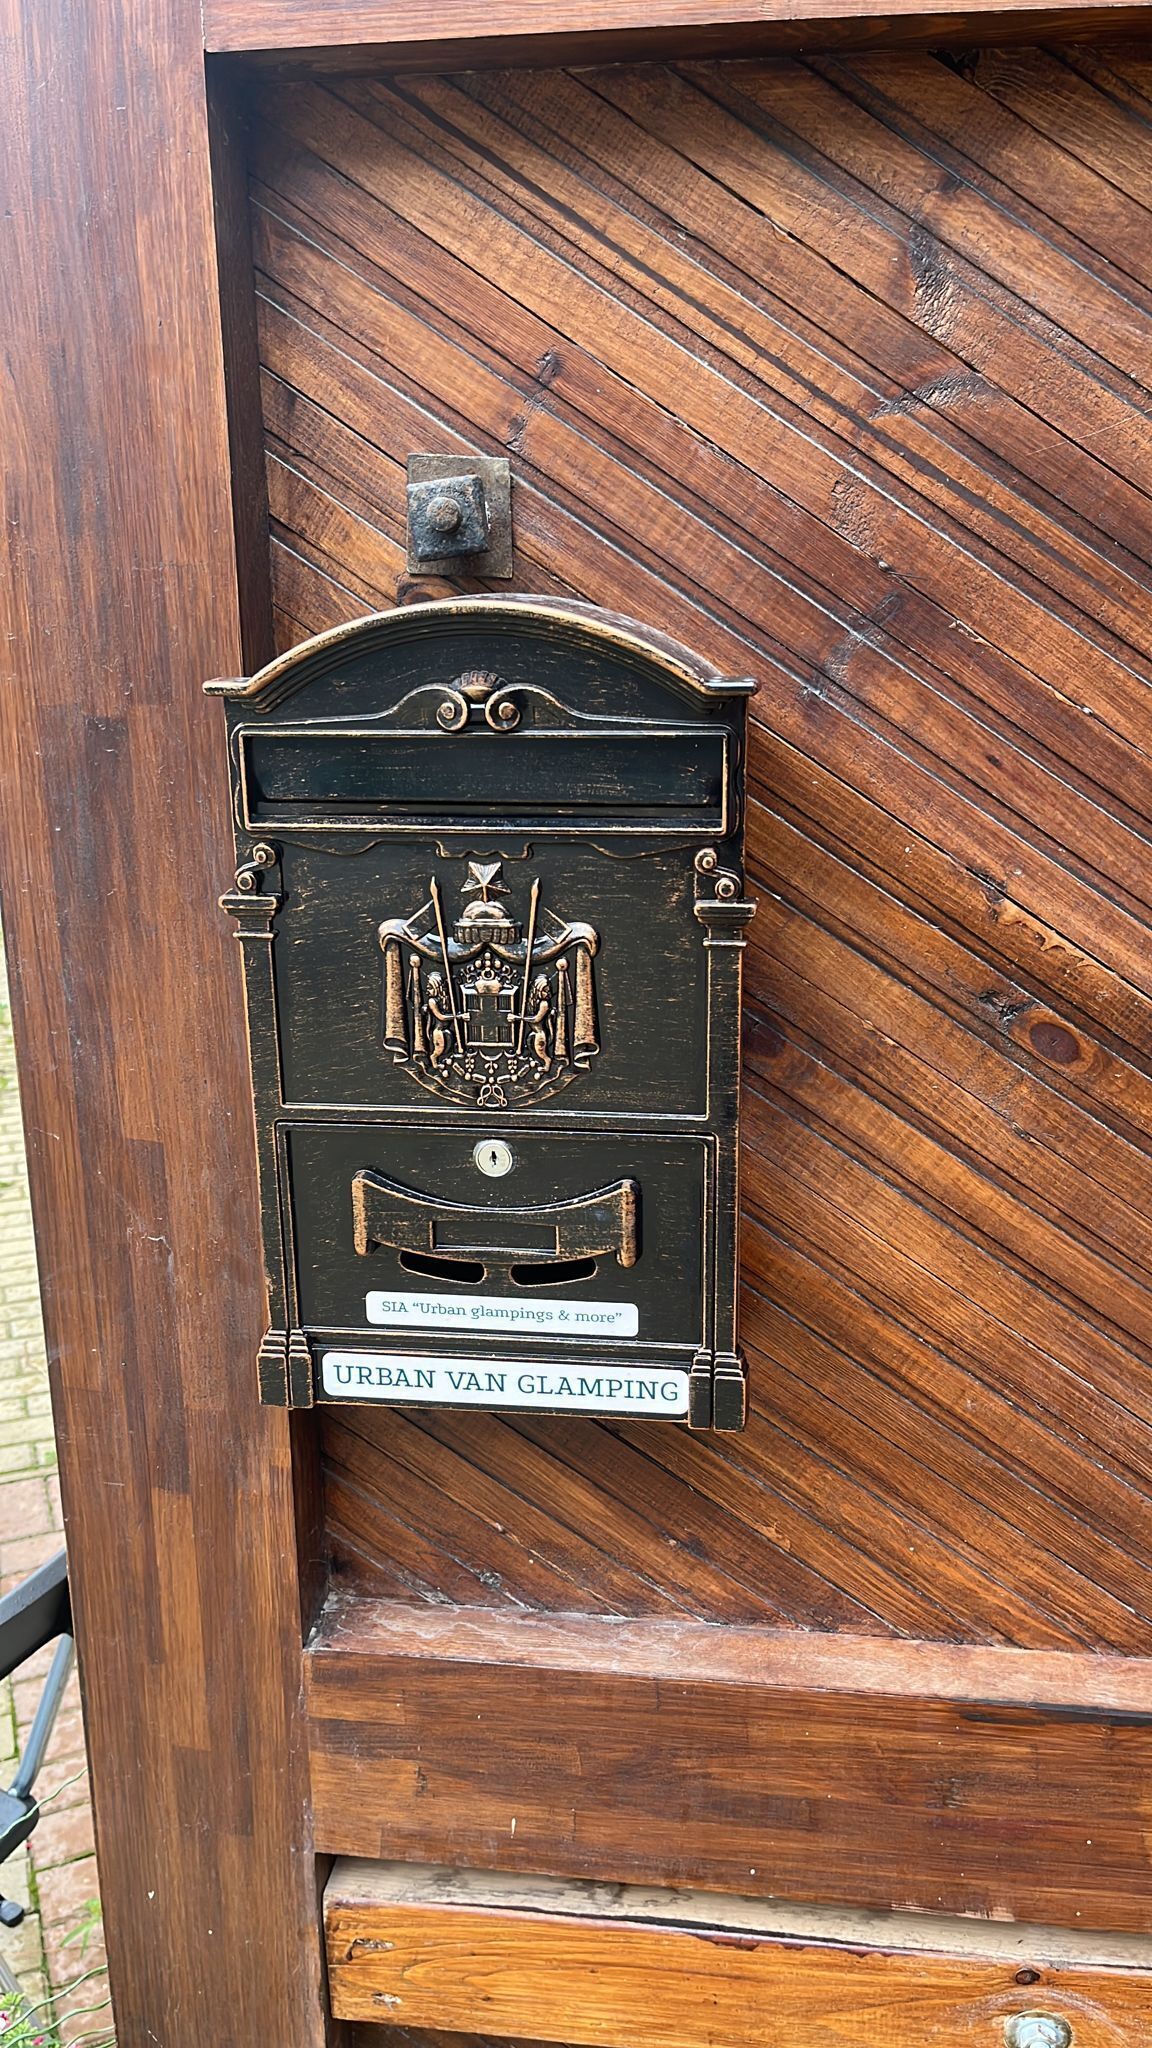 SIA “Urban glampings & more”
URBAN VAN GLAMPING